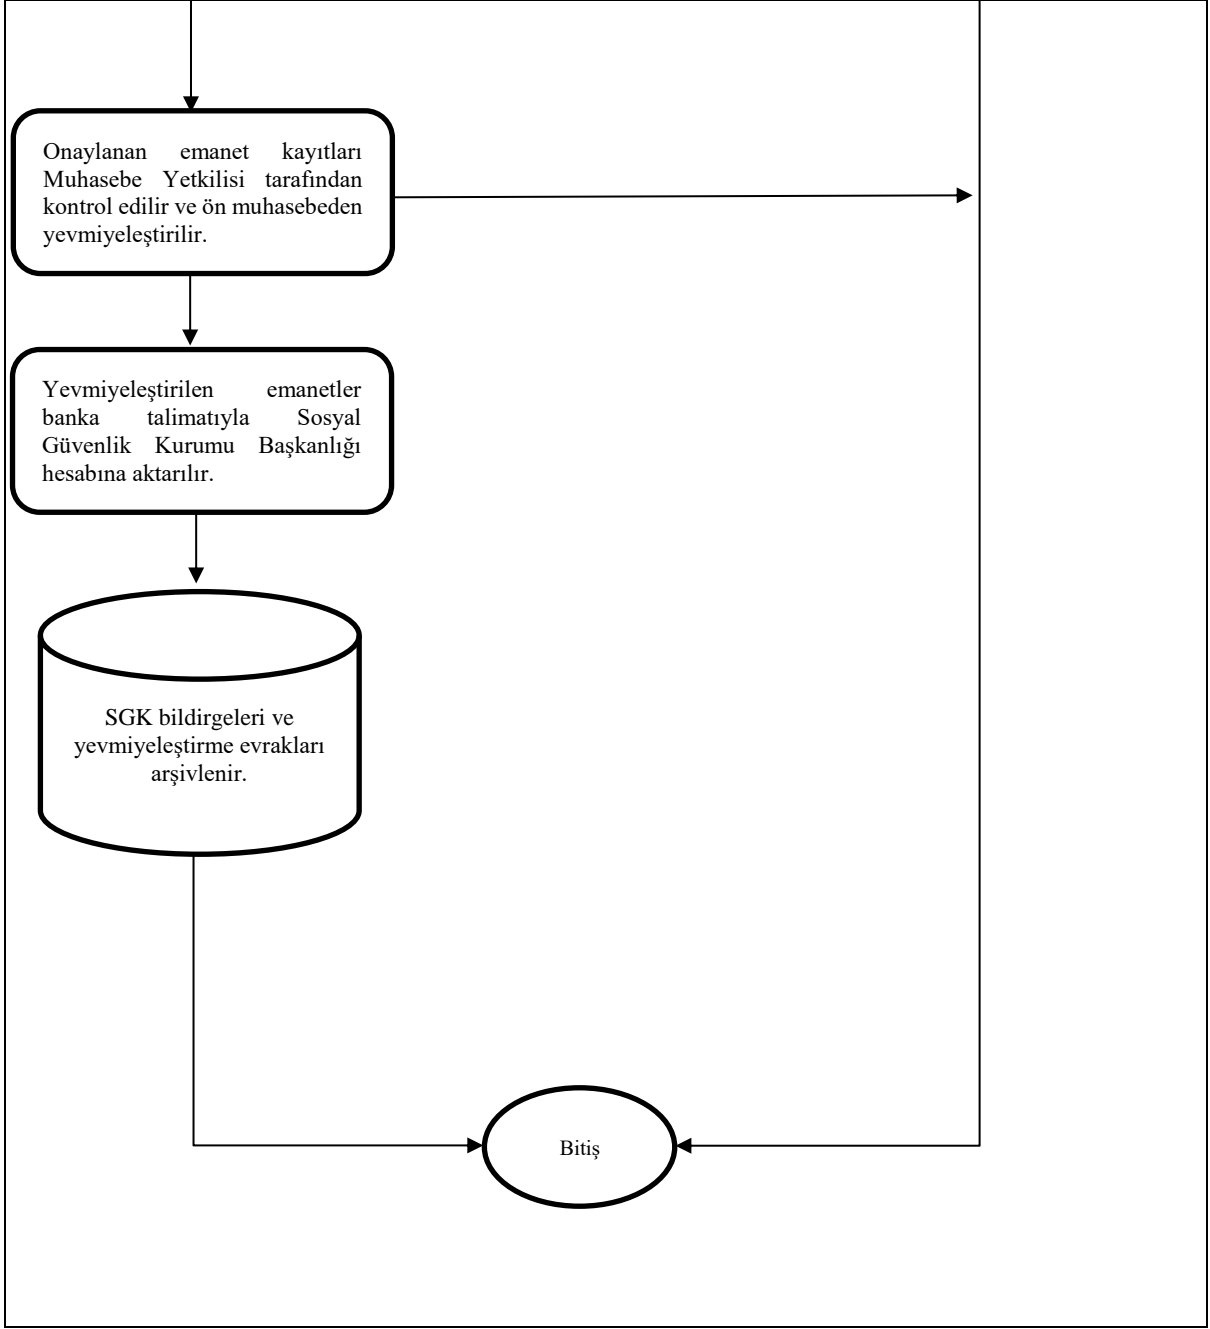 Onaylanan emanet kayıtları
Muhasebe Yetkilisi tarafından
kontrol edilir ve ön muhasebeden
yevmiyeleştirilir.
Yevmiyeleştirilen emanetler
banka talimatıyla Sosyal
Güvenlik Kurumu Başkanlığı
hesabına aktarılır.
SGK bildirgeleri ve
yevmiyeleştirme evrakları
arşivlenir.
Bitiş